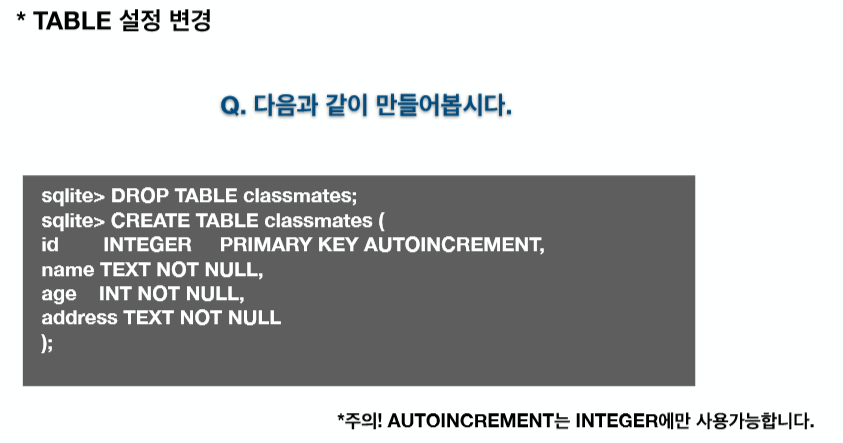 * TABLE 설정 변경
Q. 다음과 같이 만들어봅시다.
sqlite> DROP TABLE classmates;
sqlite> CREATE TABLE classmates (
id INTEGER PRIMARY KEY AUTOINCREMENT,
name TEXT NOT NULL,
age INT NOT NULL,
address TEXT NOT NULL
);
*주의! AUTOINCREMENT는 INTEGER에만 사용가능합니다.